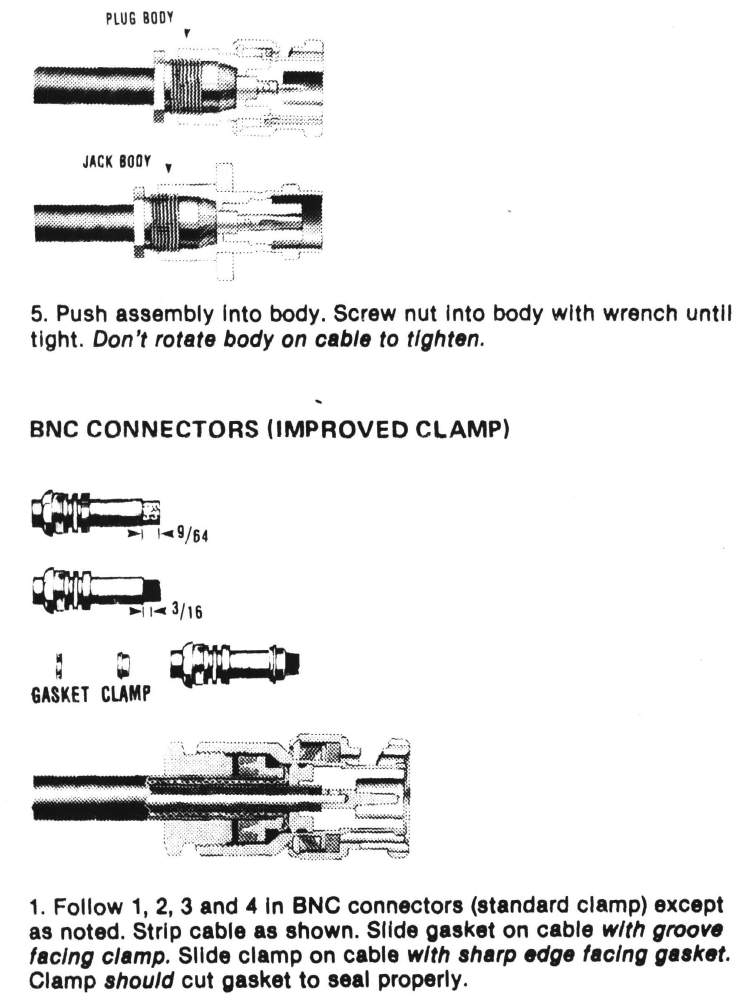 PLUG BODY
JACK BODY
5. Push assembly into body. Screw nut into body with wrench until
tight. Don't rotate body on cable to tighten.
BNC CONNECTORS (IMPROVED CLAMP)
9/64
3/16
GASKET CLAMP
1. Follow 1, 2, 3 and 4 in BNC connectors (standard clamp) except
as noted. Strip cable as shown. Slide gasket on cable with groove
facing clamp. Slide clamp on cable with sharp edge facing gasket.
Clamp should cut gasket to seal properly.